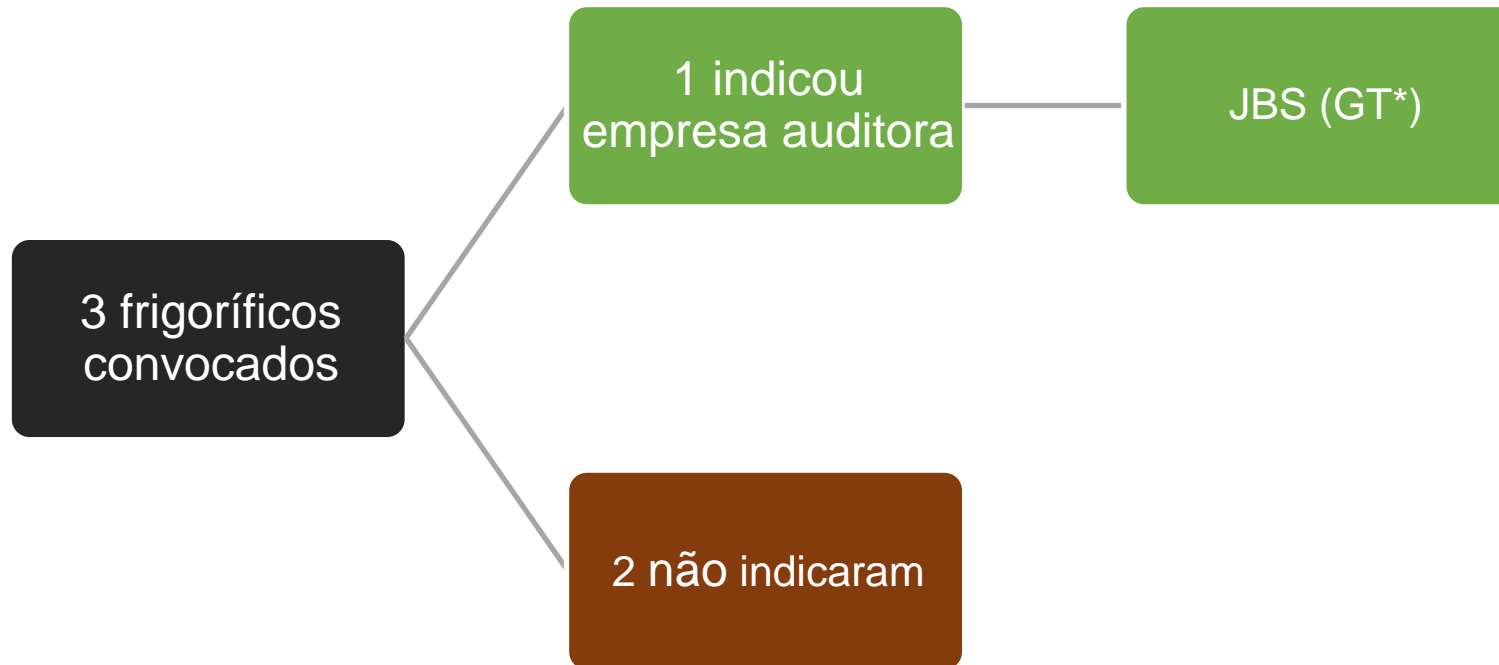 1 indicou
empresa auditora
JBS (GT*)
3 frigoríficos
convocados
2 não indicaram